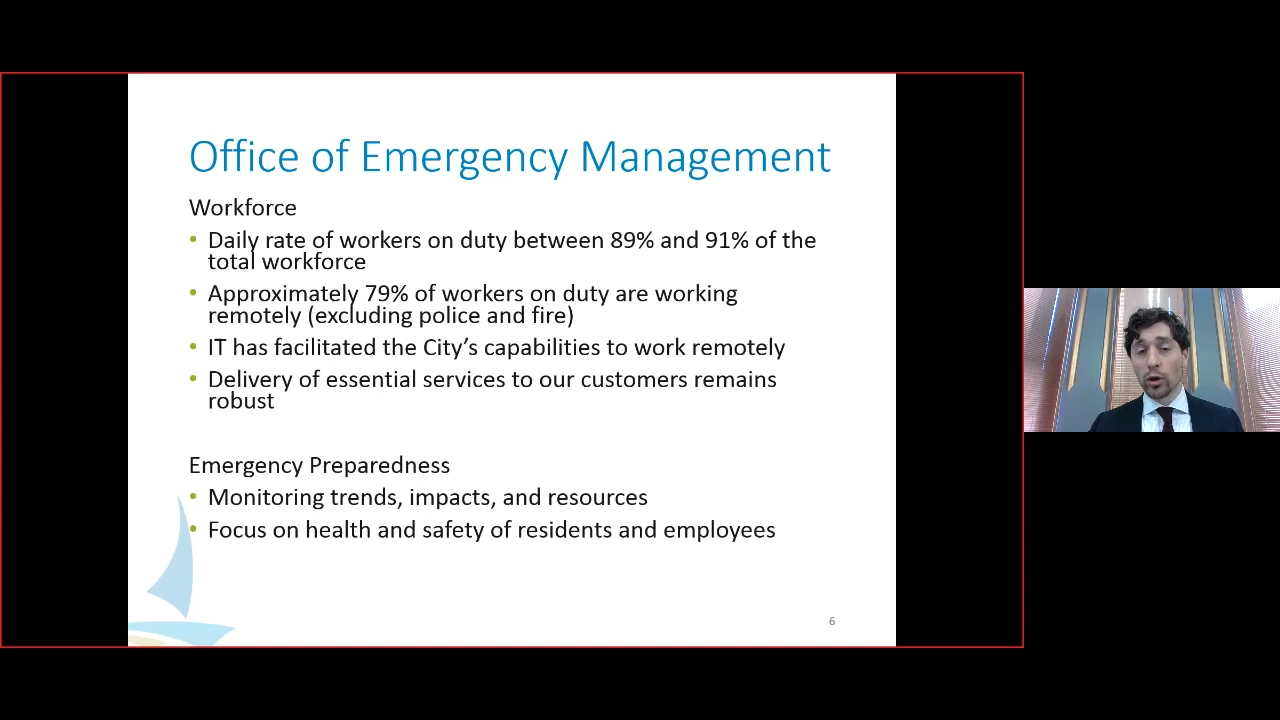 Office of Emergency Management
Workforce
• Daily rate of workers on duty between 89% and 91% of the
total workforce
• Approximately 79% of workers on duty are working
remotely (excluding police and fire)
• IT has facilitated the City’s capabilities to work remotely
• Delivery of essential services to our customers remains
robust
Emergency Preparedness
• Monitoring trends, impacts, and resources
• Focus on health and safety of residents and employees
6